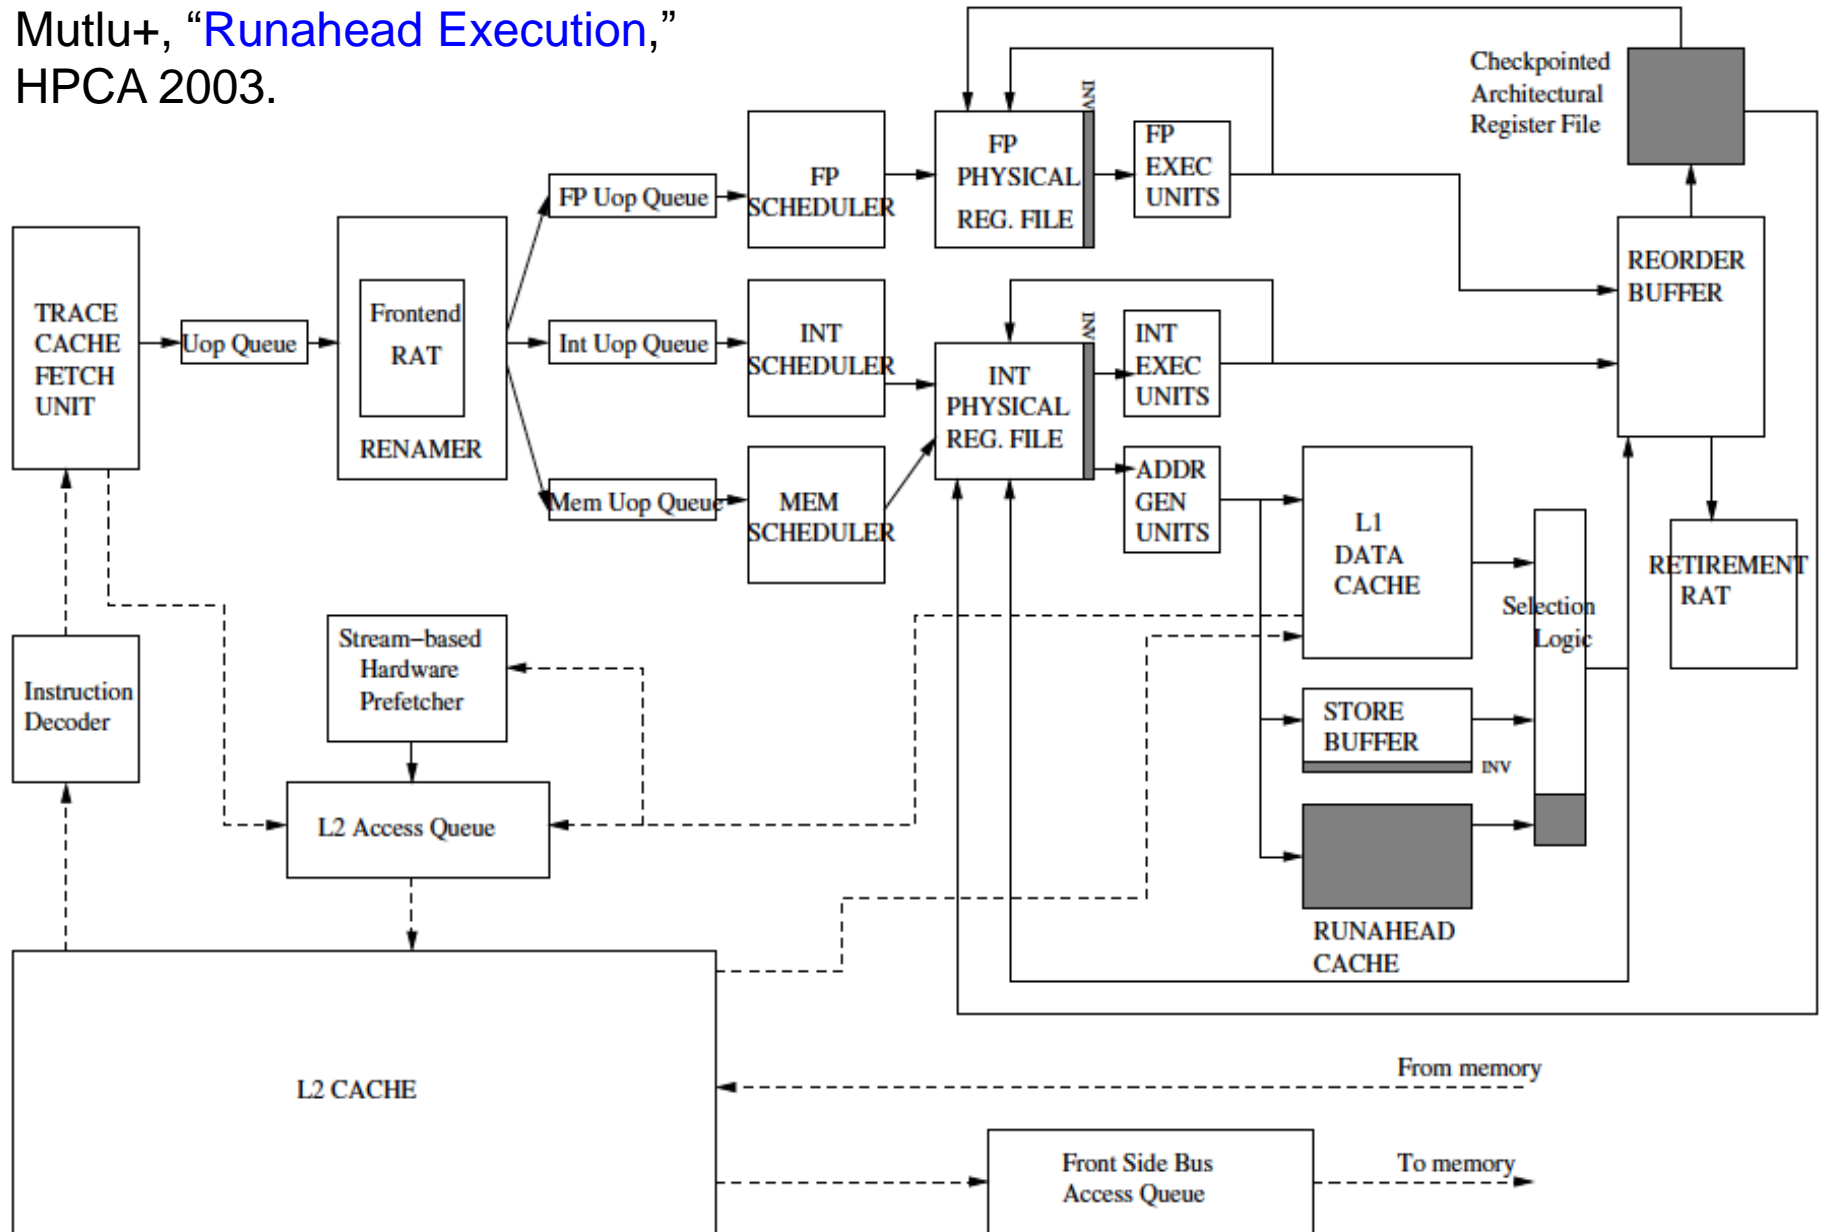 Mutlu+, “Runahead Execution,”
HPCA 2003.
Checkpointed
Architectural
Register File
INV
FP
PHYSICAL
REG. FILE
FP
EXEC
UNITS
FP
SCHEDULER
FP Uop Queue
REORDER
BUFFER
TRACE
CACHE
FETCH
UNIT
Uop Queue
Frontend
RAT
RENAMER
Int Uop Queue
INT
SCHEDULER
INV
INT
PHYSICAL
REG. FILE
INT
EXEC
UNITS
Mem Uop Queue
MEM
SCHEDULER
ADDR
GEN
UNITS
L1
DATA
CACHE
Selection
Logic
RETIREMENT
RAT
Instruction
Decoder
Stream−based
Hardware
Prefetcher
STORE
BUFFER
INV
L2 Access Queue
RUNAHEAD
CACHE
L2 CACHE
From memory
Front Side Bus
Access Queue
To memory